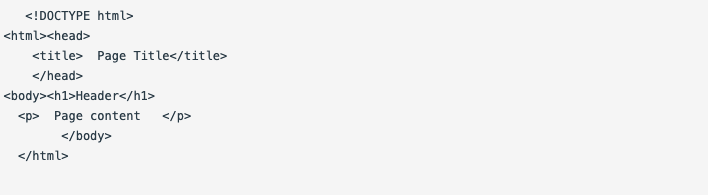 <!DOCTYPE html>
<html><head>
    <title>  Page Title</title>
    </head>
<body><h1>Header</h1>
  <p>  Page content   </p>
        </body>
  </html>